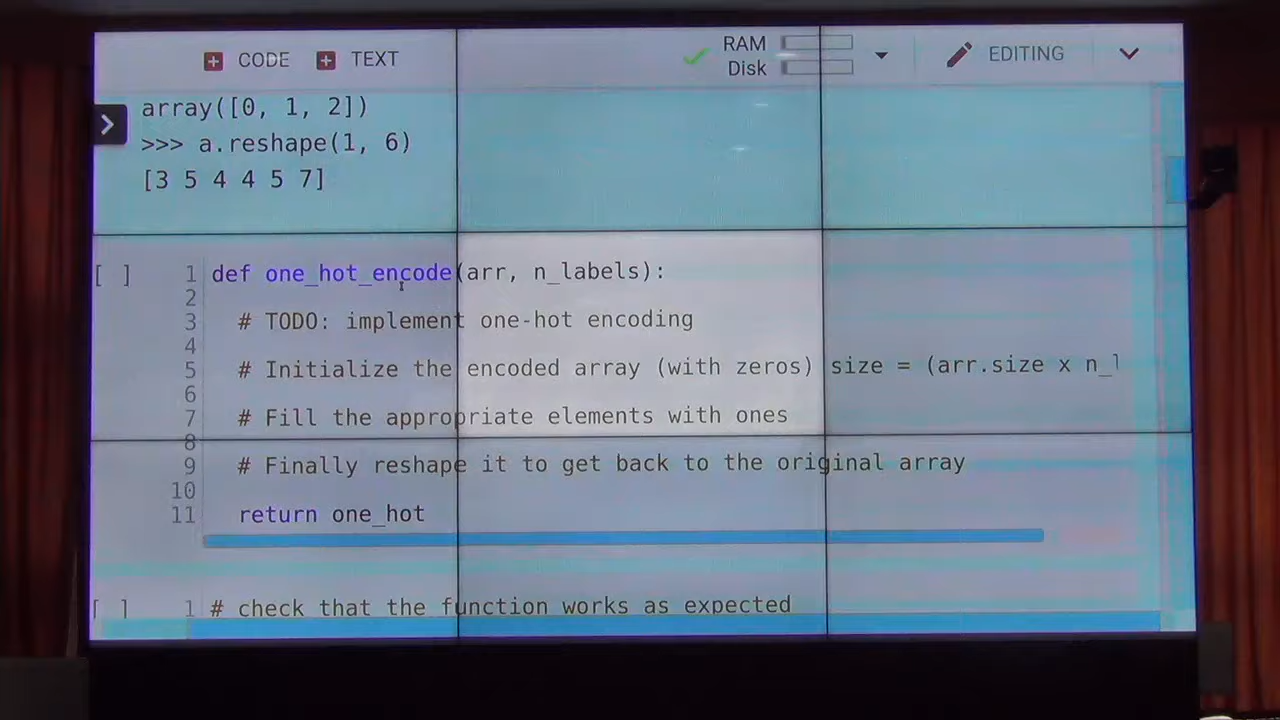 CODE TEXT RAM Disk EDITING
array([0, 1, 2])
>>> a.reshape(1, 6)
[3 5 4 4 5 7]
[ ] 1 def one_hot_encode(arr, n_labels):
2
3 # TODO: implement one-hot encoding
4
5 # Initialize the encoded array (with zeros) size = (arr.size x n_l
6
7 # Fill the appropriate elements with ones
8
9 # Finally reshape it to get back to the original array
10
11 return one_hot
[ ] 1 # check that the function works as expected